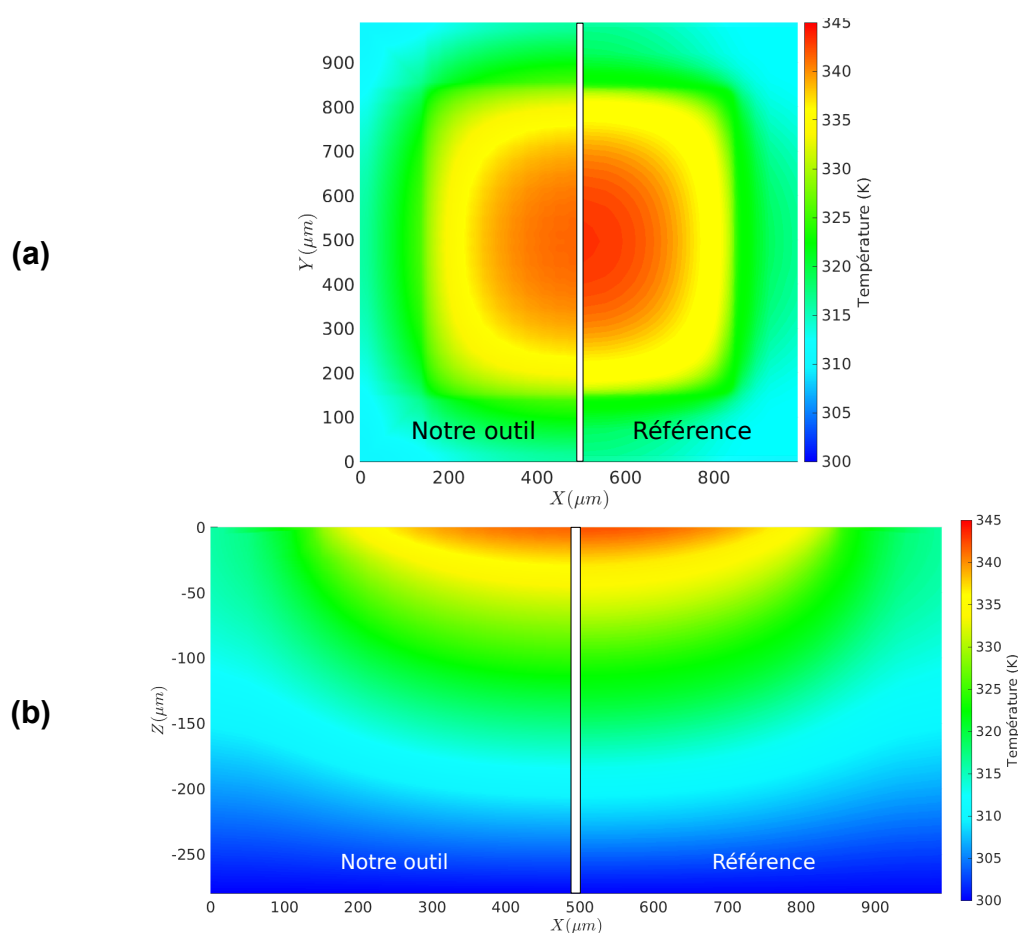 (a)
900
800
700
600
500
400
300
200
100
0
Y(μm)
Notre outil
Référence
0 200 400 600 800
X(μm)
345
340
335
330
325
320
315
310
305
300
Température (K)
(b)
0
-50
-100
-150
-200
-250
Z(μm)
Notre outil
Référence
0 100 200 300 400 500 600 700 800 900
X(μm)
345
340
335
330
325
320
315
310
305
300
Température (K)